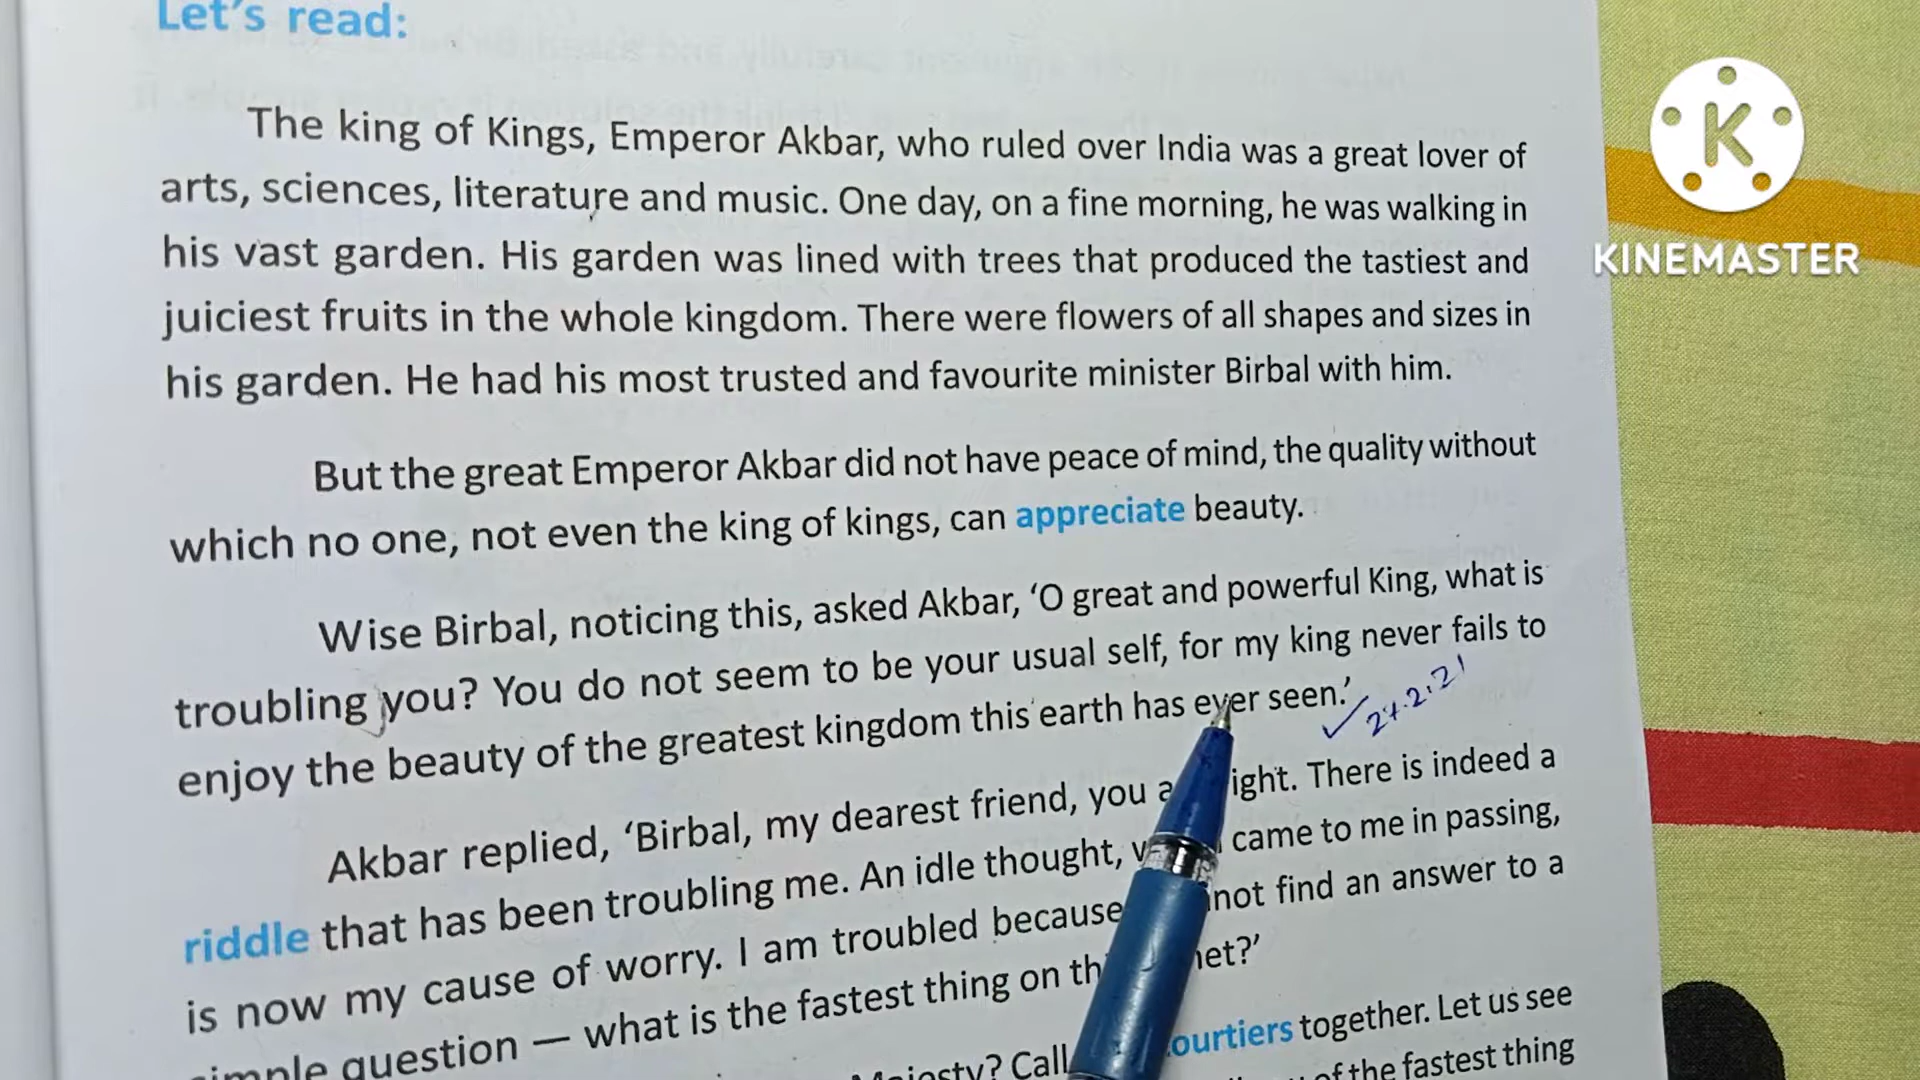 Let's read:
The king of Kings, Emperor Akbar, who ruled over India was a great lover of
arts, sciences, literature and music. One day, on a fine morning, he was walking in
his vast garden. His garden was lined with trees that produced the tastiest and
juiciest fruits in the whole kingdom. There were flowers of all shapes and sizes in
his garden. He had his most trusted and favourite minister Birbal with him.
But the great Emperor Akbar did not have peace of mind, the quality without
which no one, not even the king of kings, can appreciate beauty.
Wise Birbal, noticing this, asked Akbar, ‘O great and powerful King, what is
troubling you? You do not seem to be your usual self, for my king never fails to
enjoy the beauty of the greatest kingdom this earth has ever seen.’
27.2.21
Akbar replied, ‘Birbal, my dearest friend, you a ight. There is indeed a
riddle that has been troubling me. An idle thought, came to me in passing,
is now my cause of worry. I am troubled because not find an answer to a
simple question — what is the fastest thing on th net?’
Majesty? Call ourtiers together. Let us see
of the fastest thing
KINEMASTER